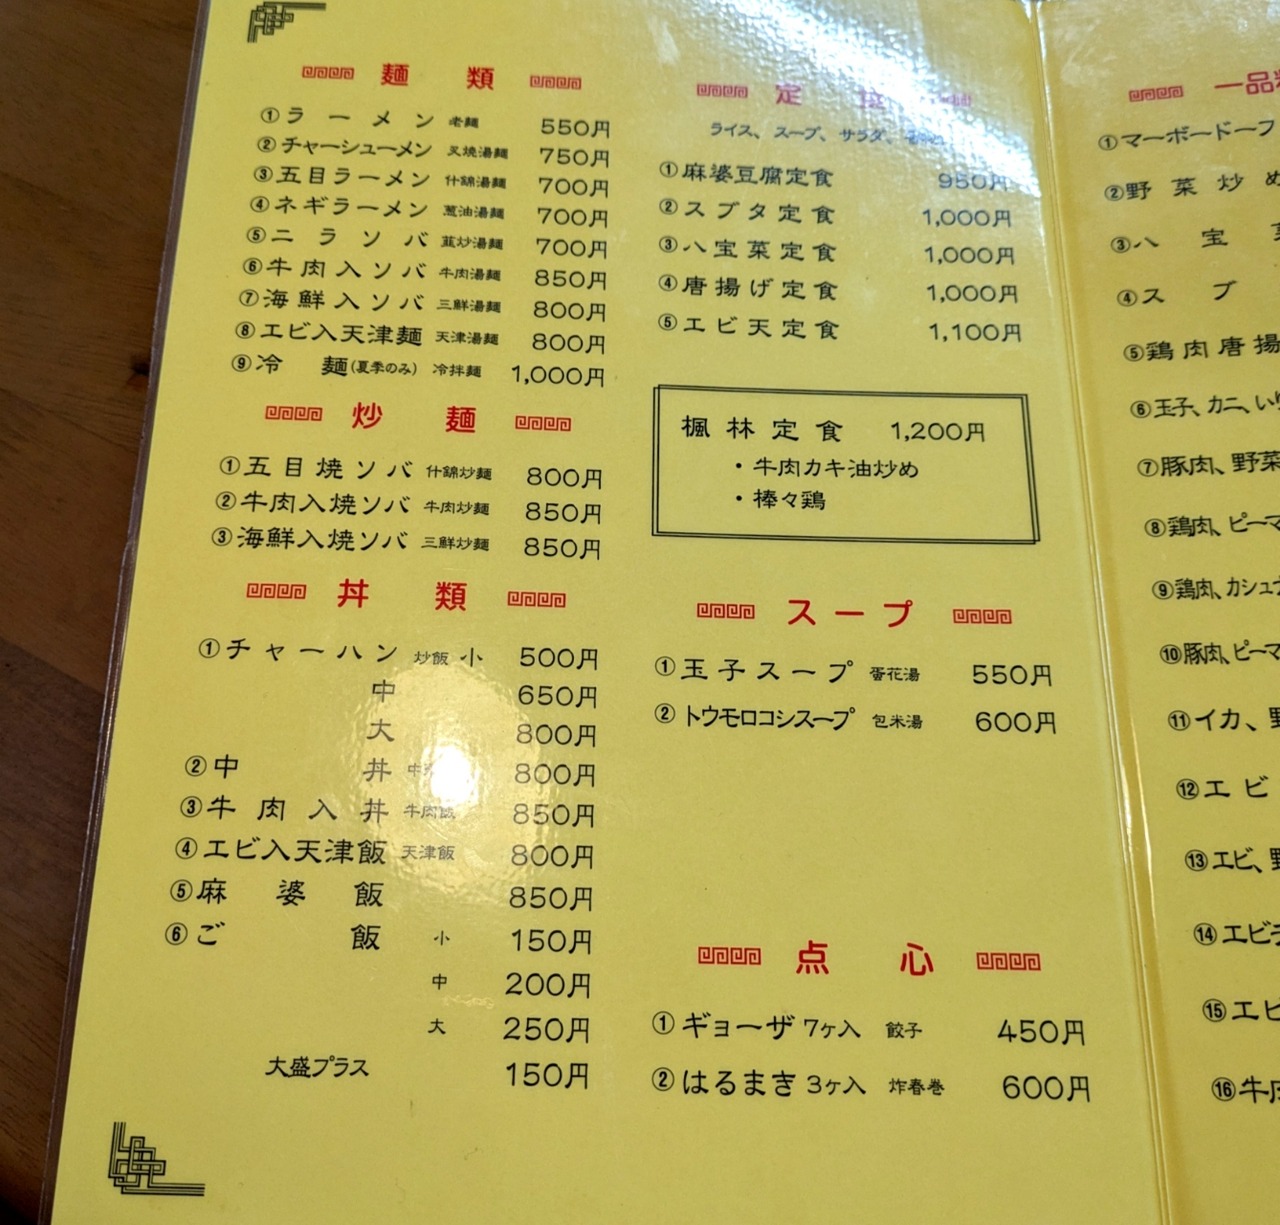 麺 類
①ラーメン 老麺 550円
②チャーシューメン 叉焼湯麺 750円
③五目ラーメン 什錦湯麺 700円
④ネギラーメン 葱油湯麺 700円
⑤ニラソバ 韮炒湯麺 700円
⑥牛肉入ソバ 牛肉湯麺 850円
⑦海鮮入ソバ 三鮮湯麺 800円
⑧エビ入天津麺 天津湯麺 800円
⑨冷 麺(夏季のみ) 冷拌麺 1,000円
炒 麺
①五目焼ソバ 什錦炒麺 800円
②牛肉入焼ソバ 牛肉炒麺 850円
③海鮮入焼ソバ 三鮮炒麺 850円
丼 類
①チャーハン 炒飯 小 500円
中 650円
大 800円
②中 丼 800円
③牛肉入丼 牛肉飯 850円
④エビ入天津飯 天津飯 800円
⑤麻婆飯 850円
⑥ご飯 小 150円
中 200円
大 250円
大盛プラス 150円
定
ライス、スープ、サラダ、
①麻婆豆腐定食 950円
②スブタ定食 1,000円
③八宝菜定食 1,000円
④唐揚げ定食 1,000円
⑤エビ天定食 1,100円
楓林定食 1,200円
・牛肉カキ油炒め
・棒々鶏
スープ
①玉子スープ 蛋花湯 550円
②トウモロコシスープ 包米湯 600円
点 心
①ギョーザ 7ヶ入 餃子 450円
②はるまき 3ヶ入 炸春巻 600円
一品
①マーボードーフ
②野菜炒め
③八宝
④スブ
⑤鶏肉唐揚
⑥玉子、カニ、い
⑦豚肉、野菜
⑧鶏肉、ピーマ
⑨鶏肉、カシュ
⑩豚肉、ピーマ
⑪イカ、
⑫エビ
⑬エビ、
⑭エビ
⑮エビ
⑯牛